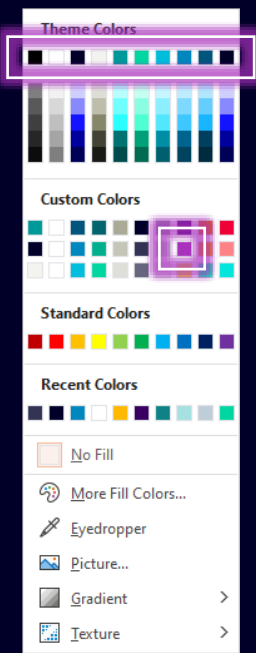 Theme Colors
Custom Colors
Standard Colors
Recent Colors
No Fill
More Fill Colors...
Eyedropper
Picture...
Gradient
Texture